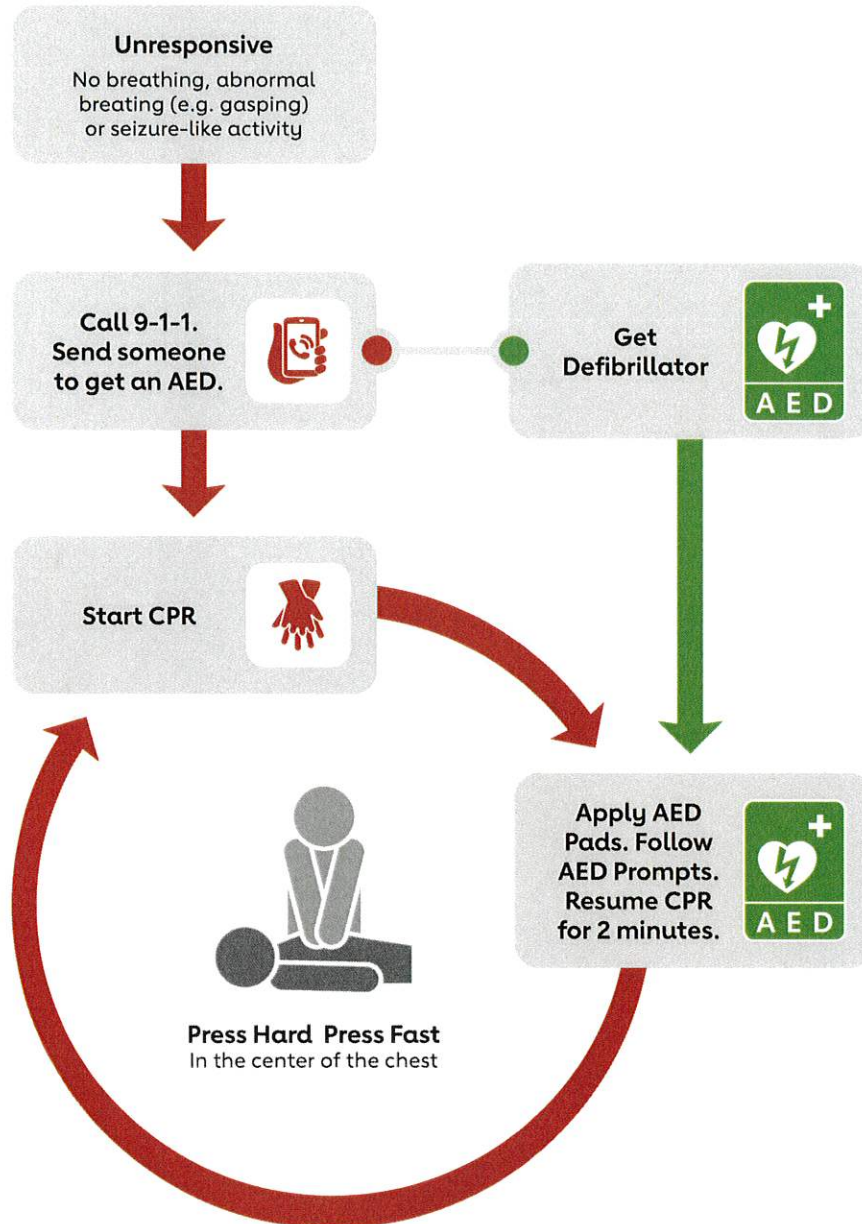 Unresponsive
No breathing, abnormal
breating (e.g. gasping)
or seizure-like activity
Call 9-1-1.
Send someone
to get an AED.
Get
Defibrillator
AED
Start CPR
Apply AED
Pads. Follow
AED Prompts.
Resume CPR
for 2 minutes.
AED
Press Hard Press Fast
In the center of the chest